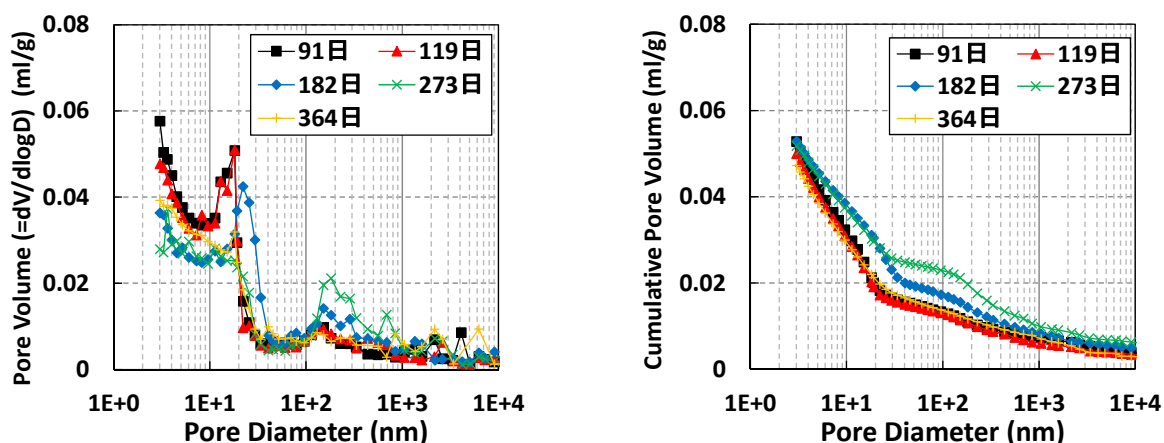 Pore Volume (=dV/dlogD) (ml/g)
0.08
0.06
0.04
0.02
0
91日 119日
182日 273日
364日
1E+0 1E+1 1E+2 1E+3 1E+4
Pore Diameter (nm)
Cumulative Pore Volume (ml/g)
0.08
0.06
0.04
0.02
0
91日 119日
182日 273日
364日
1E+0 1E+1 1E+2 1E+3 1E+4
Pore Diameter (nm)